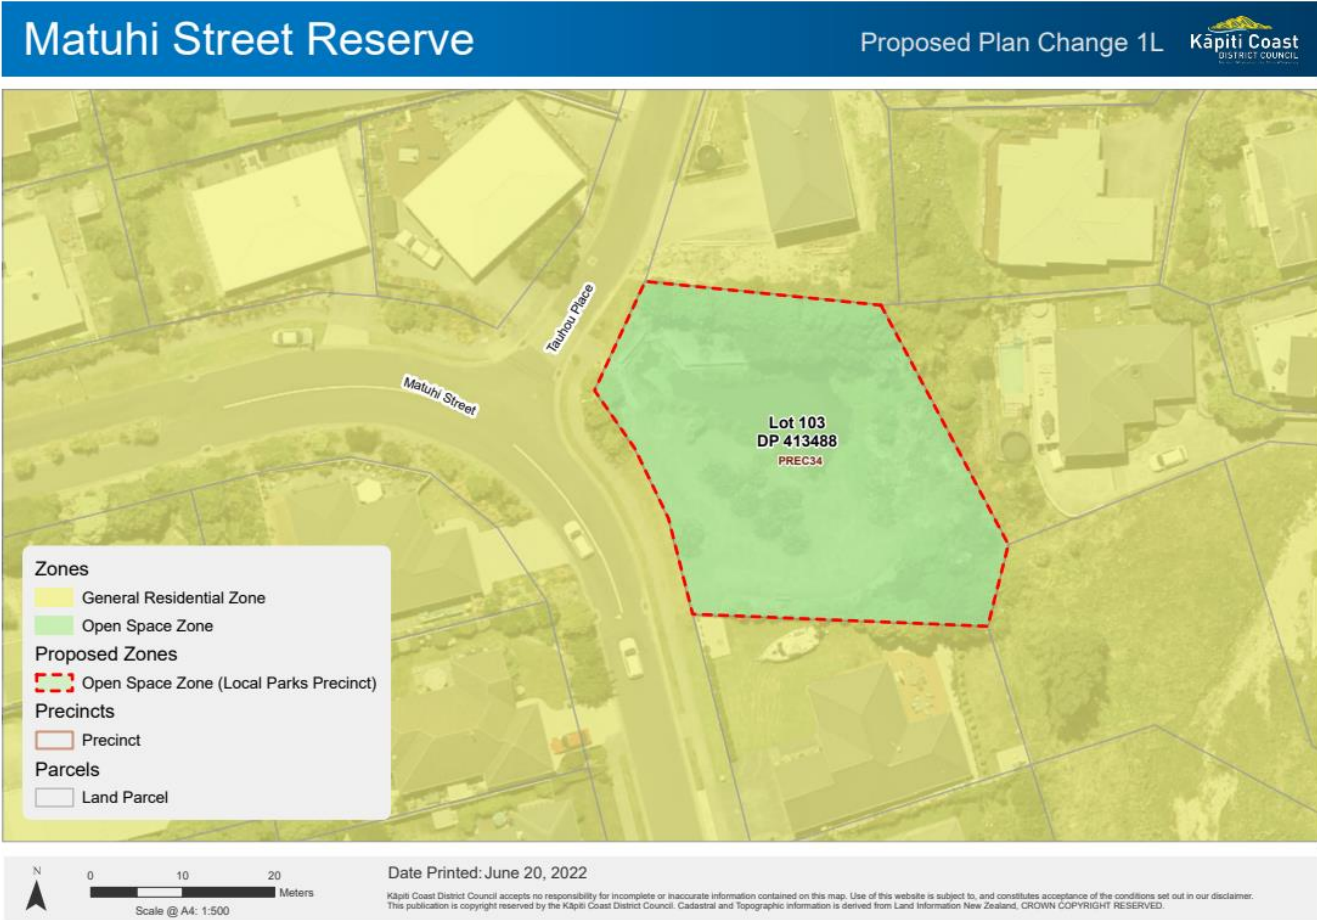 Matuhi Street Reserve
Proposed Plan Change 1L
Kāpiti Coast
DISTRICT COUNCIL
Tauhou Place
Matuhi Street
Lot 103
DP 413488
PREC34
Zones
General Residential Zone
Open Space Zone
Proposed Zones
Open Space Zone (Local Parks Precinct)
Precincts
Precinct
Parcels
Land Parcel
N
0 10 20
Meters
Scale @ A4: 1:500
Date Printed: June 20, 2022
Kāpiti Coast District Council accepts no responsibility for incomplete or inaccurate information contained on this map. Use of this website is subject to, and constitutes acceptance of the conditions set out in our disclaimer.
This publication is copyright reserved by the Kāpiti Coast District Council. Cadastral and Topographic information is derived from Land Information New Zealand, CROWN COPYRIGHT RESERVED.